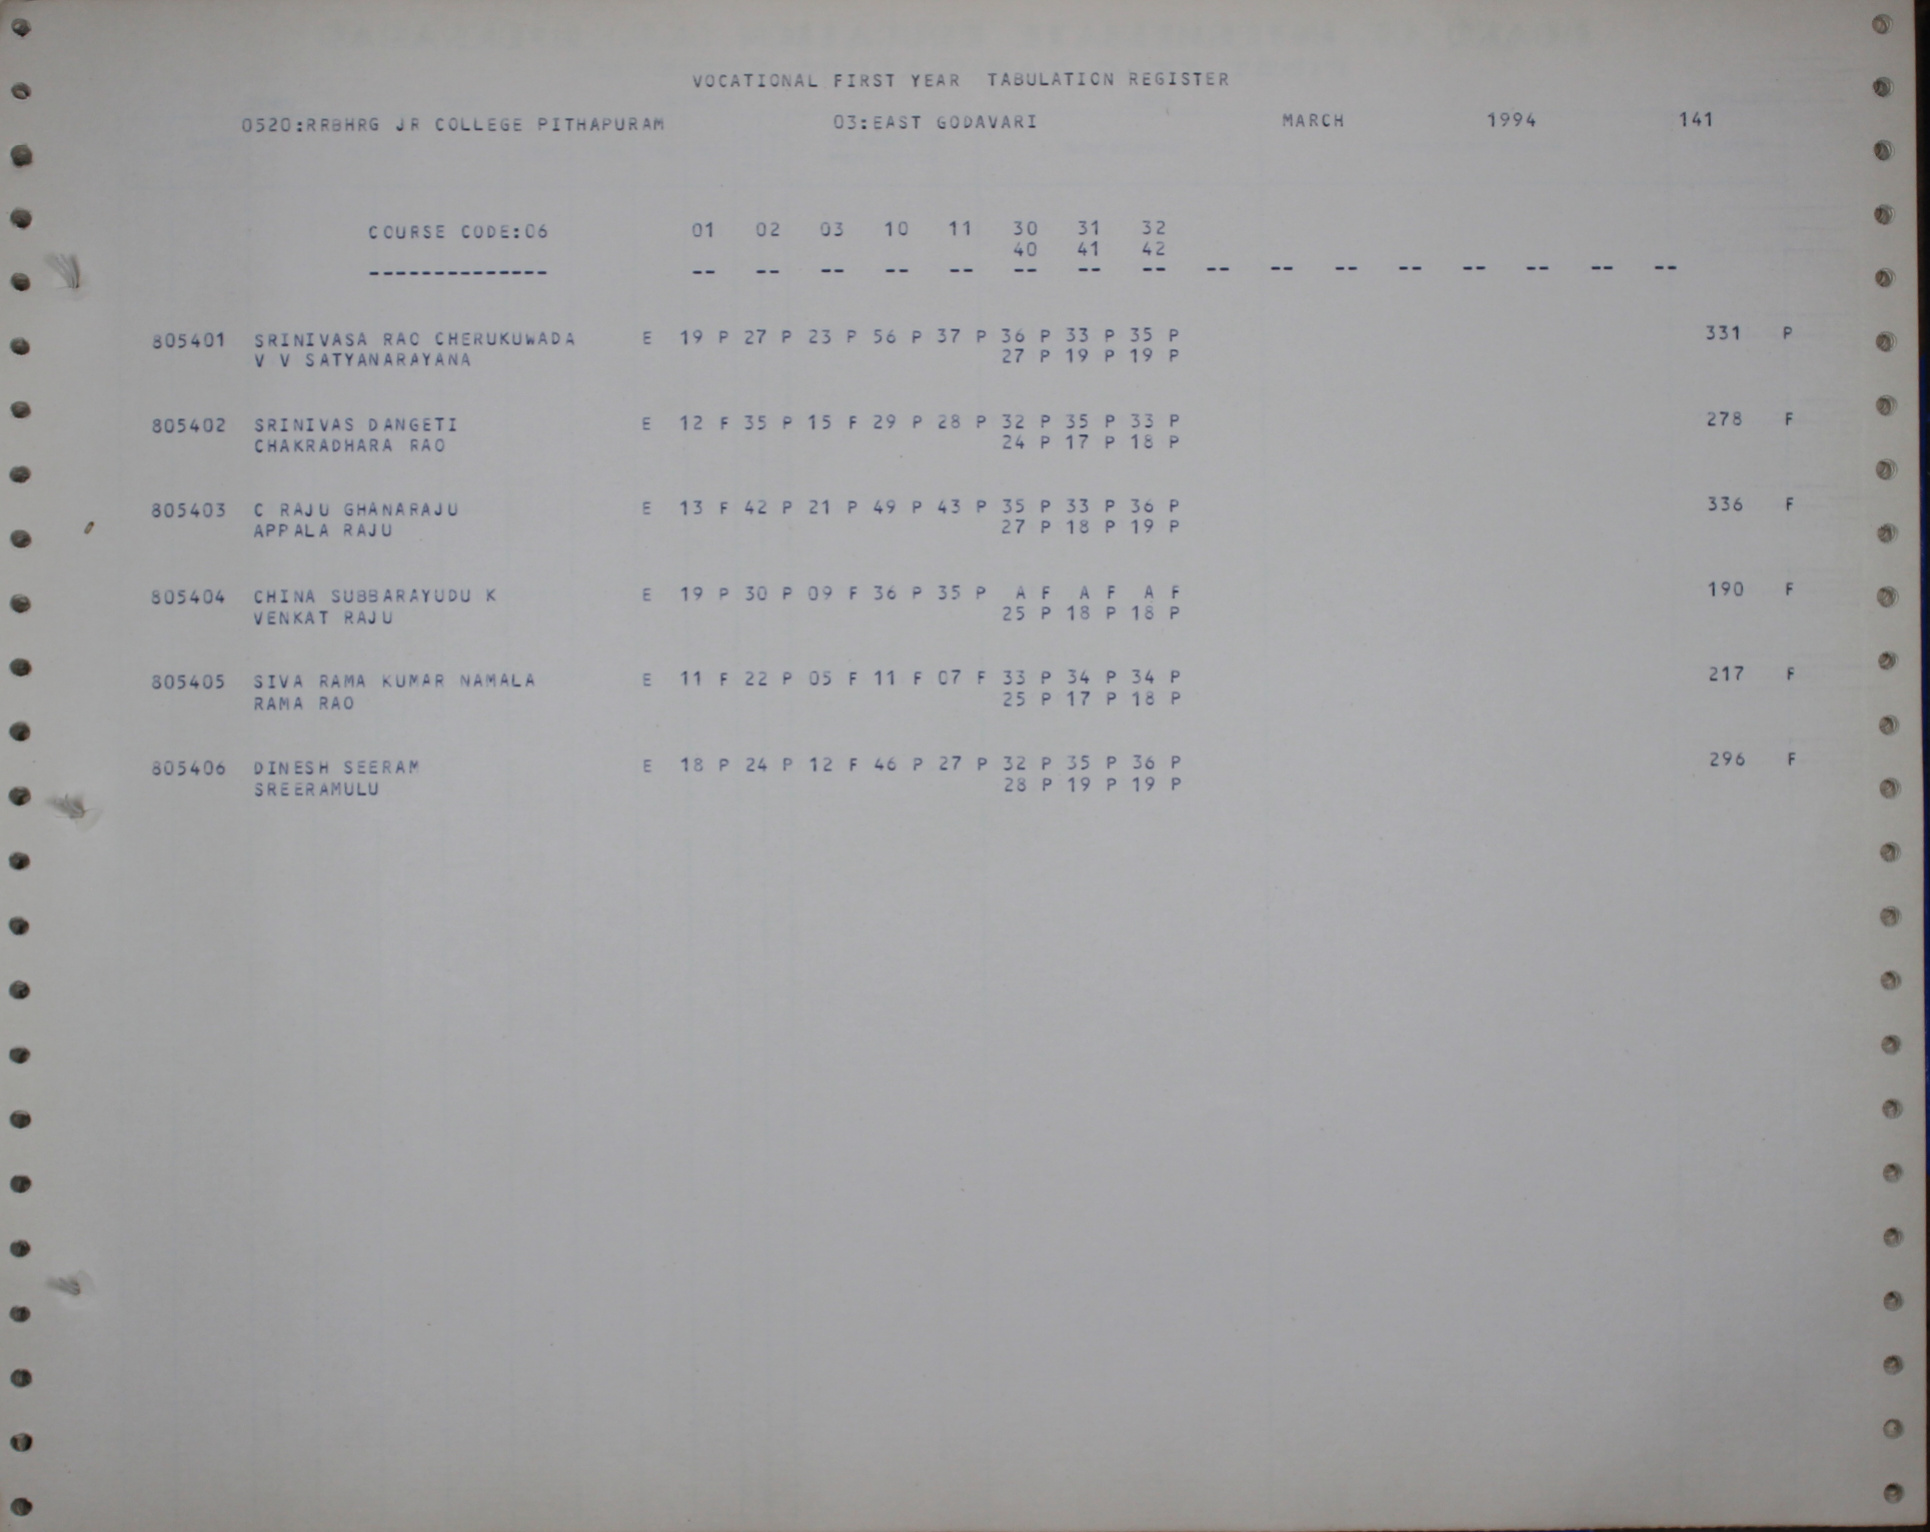 VOCATIONAL FIRST YEAR TABULATION REGISTER
0520:RRBHRG JR COLLEGE PITHAPURAM 03:EAST GODAVARI MARCH 1994 141
COURSE CODE:06 01 02 03 10 11 30 31 32
40 41 42
-------------- -- -- -- -- -- -- -- -- -- -- -- -- -- -- -- --
805401 SRINIVASA RAO CHERUKUWADA E 19 P 27 P 23 P 56 P 37 P 36 P 33 P 35 P 331 P
V V SATYANARAYANA 27 P 19 P 19 P
805402 SRINIVAS DANGETI E 12 F 35 P 15 F 29 P 28 P 32 P 35 P 33 P 278 F
CHAKRADHARA RAO 24 P 17 P 18 P
805403 C RAJU GHANARAJU E 13 F 42 P 21 P 49 P 43 P 35 P 33 P 36 P 336 F
APPALA RAJU 27 P 18 P 19 P
805404 CHINA SUBBARAYUDU K E 19 P 30 P 09 F 36 P 35 P A F A F A F 190 F
VENKAT RAJU 25 P 18 P 18 P
805405 SIVA RAMA KUMAR NAMALA E 11 F 22 P 05 F 11 F 07 F 33 P 34 P 34 P 217 F
RAMA RAO 25 P 17 P 18 P
805406 DINESH SEERAM E 18 P 24 P 12 F 46 P 27 P 32 P 35 P 36 P 296 F
SREERAMULU 28 P 19 P 19 P